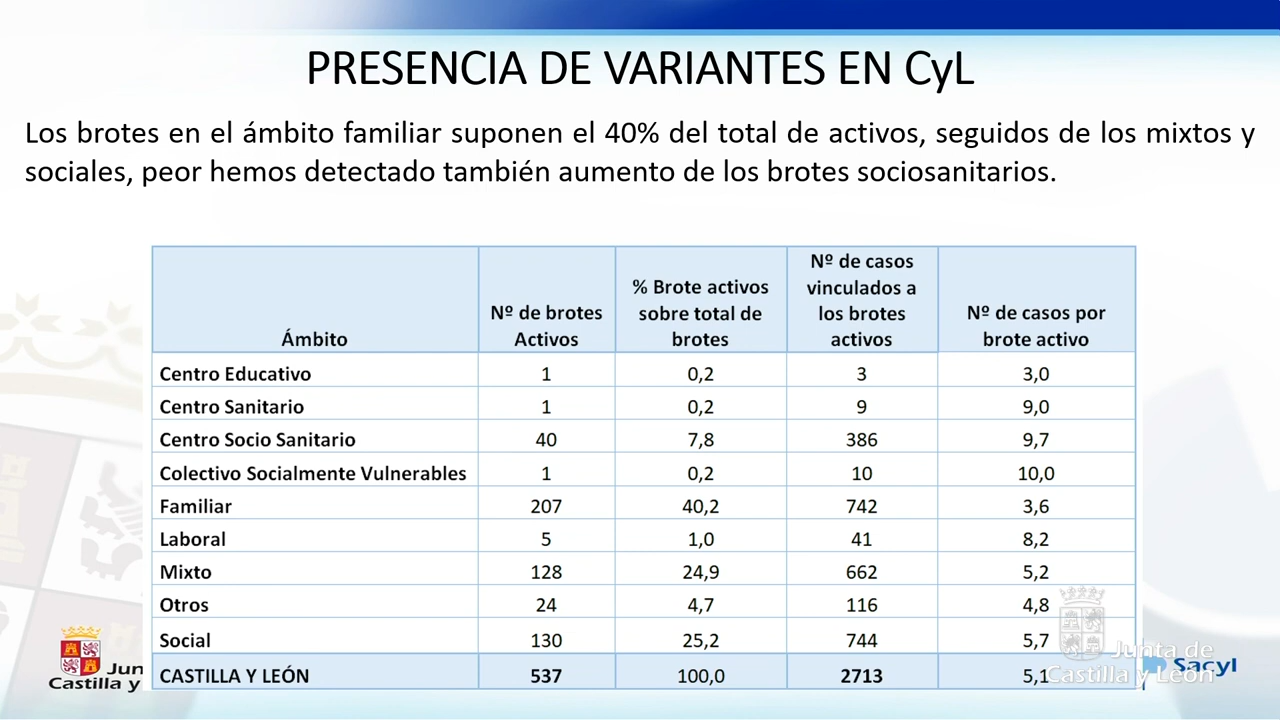 PRESENCIA DE VARIANTES EN CyL
Los brotes en el ámbito familiar suponen el 40% del total de activos, seguidos de los mixtos y
sociales, peor hemos detectado también aumento de los brotes sociosanitarios.
Ámbito Nº de brotes Activos % Brote activos sobre total de brotes Nº de casos vinculados a los brotes activos Nº de casos por brote activo
Centro Educativo 1 0,2 3 3,0
Centro Sanitario 1 0,2 9 9,0
Centro Socio Sanitario 40 7,8 386 9,7
Colectivo Socialmente Vulnerables 1 0,2 10 10,0
Familiar 207 40,2 742 3,6
Laboral 5 1,0 41 8,2
Mixto 128 24,9 662 5,2
Otros 24 4,7 116 4,8
Social 130 25,2 744 5,7
CASTILLA Y LEÓN 537 100,0 2713 5,1
Jun
Castilla y
Junta de
Castilla y León
Sacyl